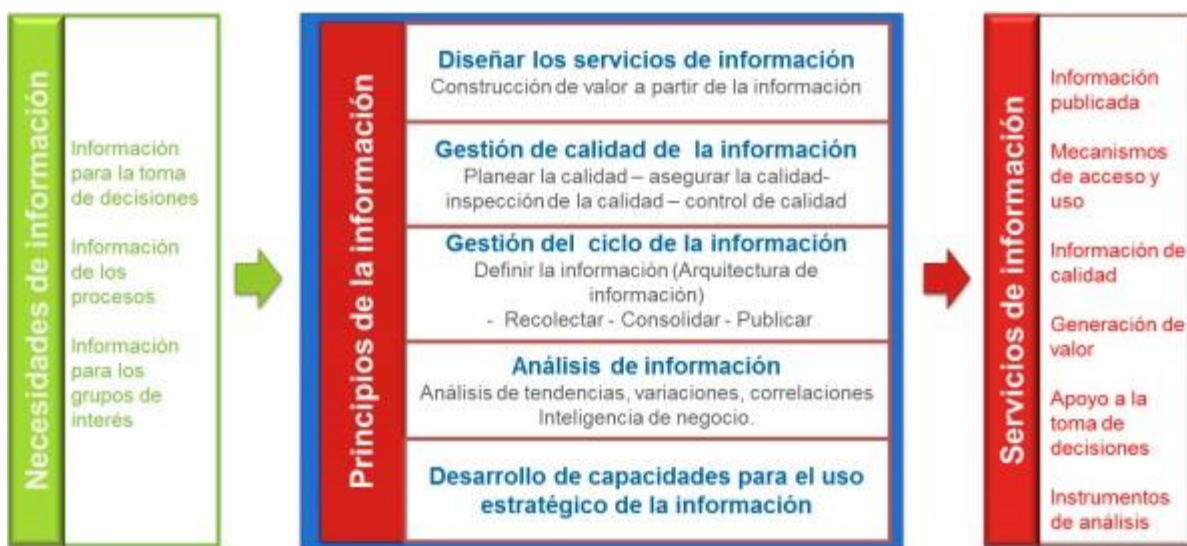 Necesidades de información
Información
para la toma
de decisiones
Información
de los
procesos
Información
para los
grupos de
interés
Principios de la información
Diseñar los servicios de información
Construcción de valor a partir de la información
Gestión de calidad de la información
Planear la calidad – asegurar la calidad-
inspección de la calidad – control de calidad
Gestión del ciclo de la información
Definir la información (Arquitectura de
información)
- Recolectar - Consolidar - Publicar
Análisis de información
Análisis de tendencias, variaciones, correlaciones
Inteligencia de negocio.
Desarrollo de capacidades para el uso
estratégico de la información
Servicios de información
Información
publicada
Mecanismos
de acceso y
uso
Información de
calidad
Generación de
valor
Apoyo a la
toma de
decisiones
Instrumentos
de análisis